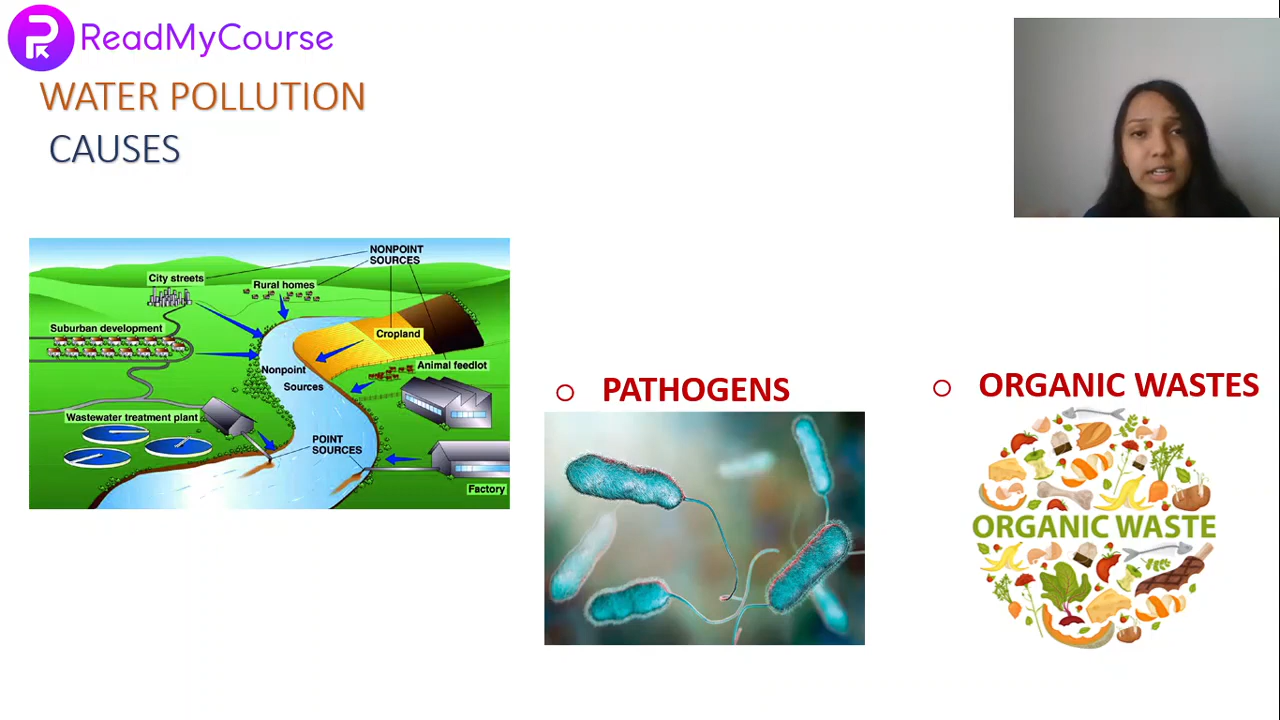 ReadMyCourse
WATER POLLUTION
CAUSES
NONPOINT
SOURCES
City streets
Rural homes
Suburban development
Cropland
Nonpoint
Sources
Animal feedlot
Wastewater treatment plant
POINT
SOURCES
Factory
○ PATHOGENS
○ ORGANIC WASTES
ORGANIC WASTE